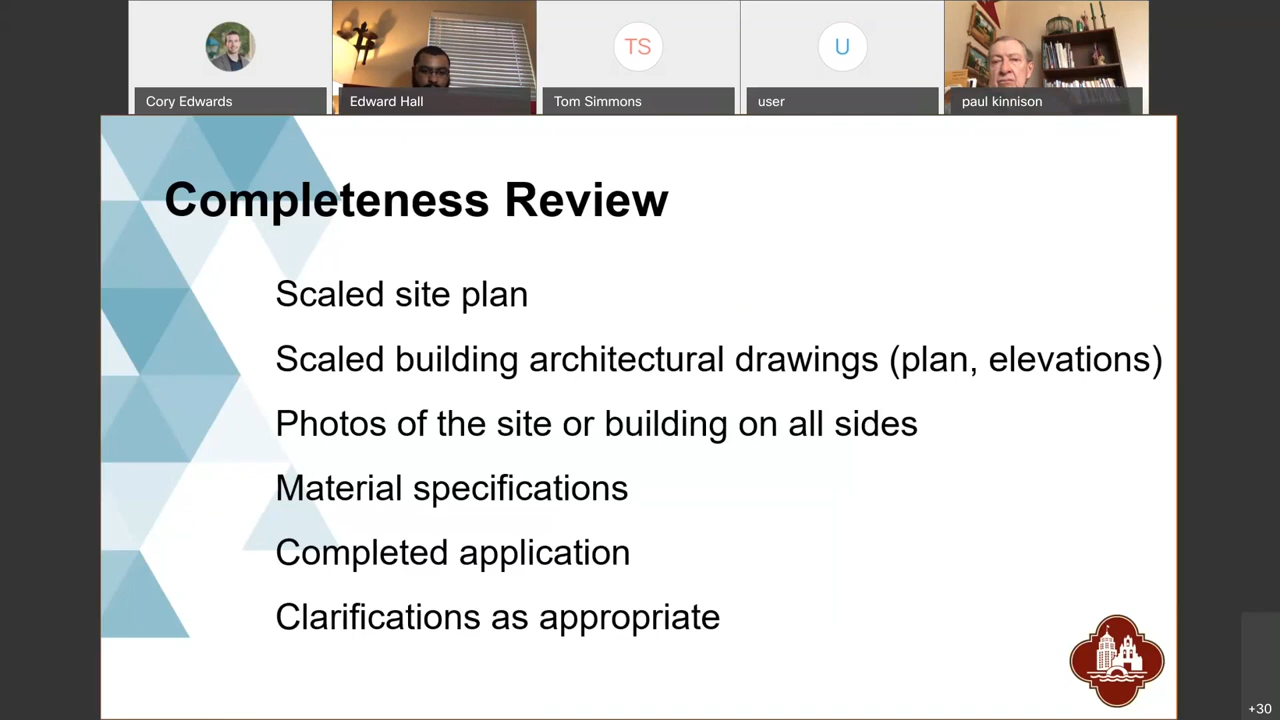 Cory Edwards
Edward Hall
TS
Tom Simmons
U
user
paul kinnison
Completeness Review
Scaled site plan
Scaled building architectural drawings (plan, elevations)
Photos of the site or building on all sides
Material specifications
Completed application
Clarifications as appropriate
+30